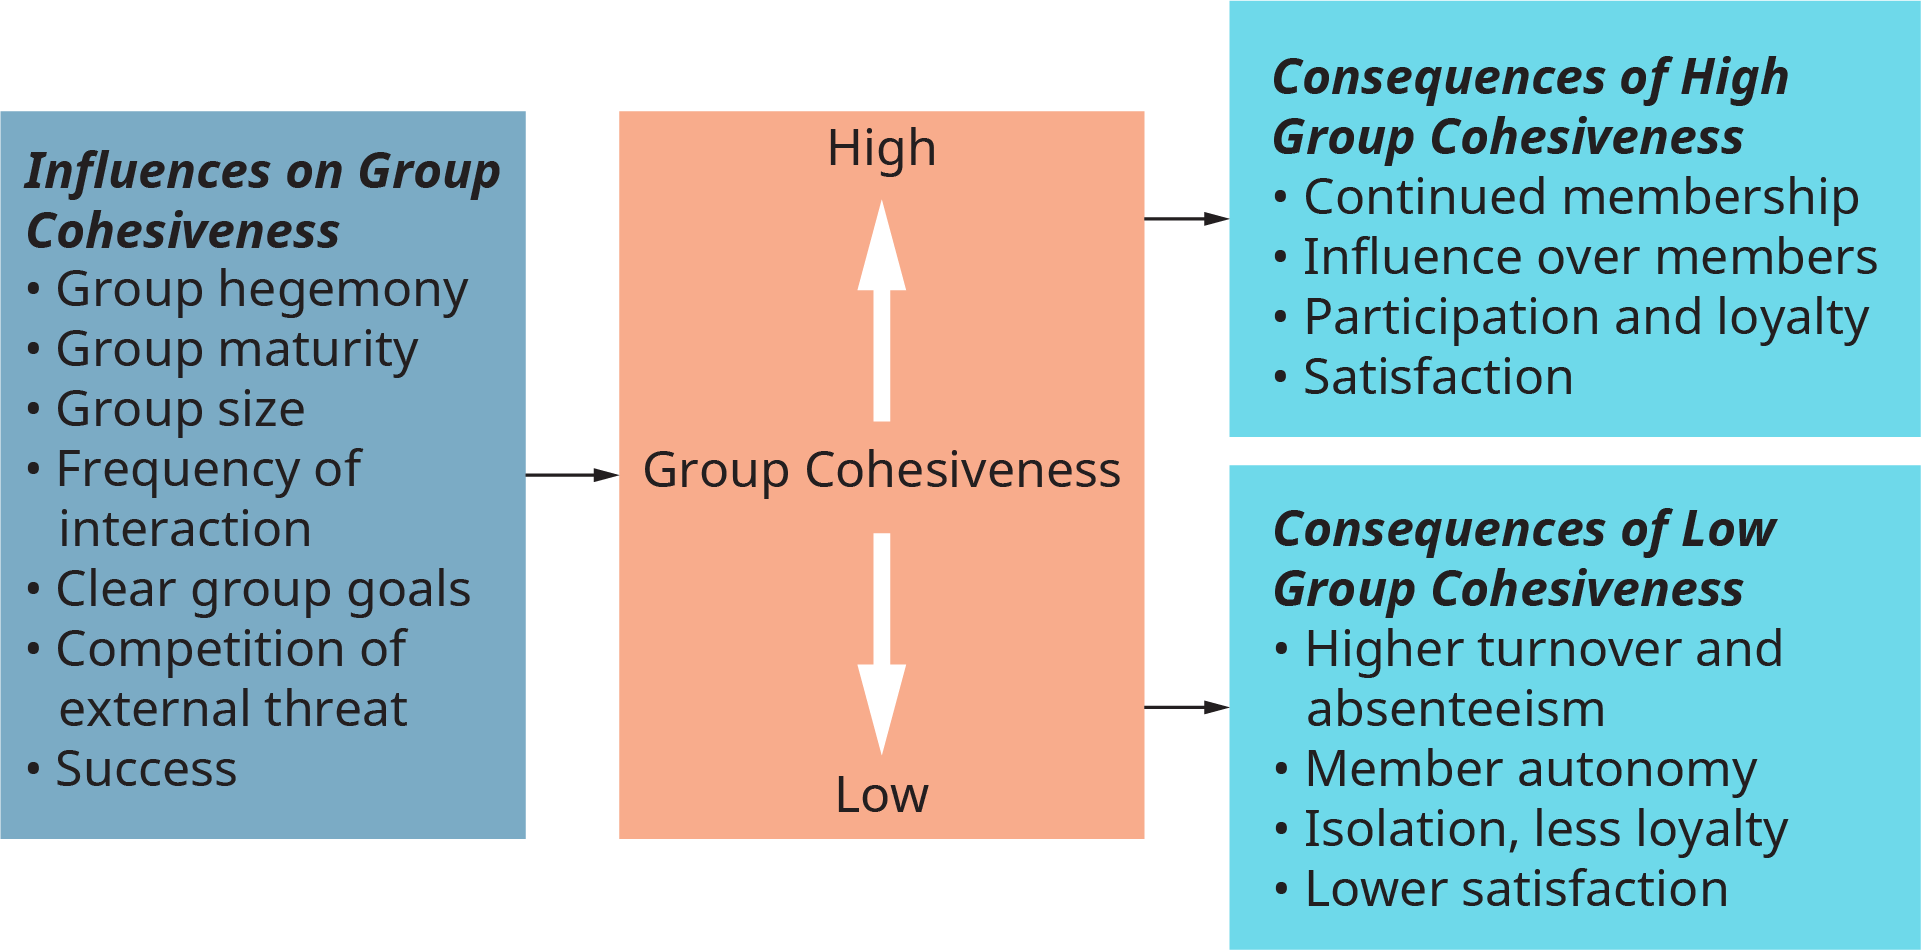 Influences on Group
Cohesiveness
• Group hegemony
• Group maturity
• Group size
• Frequency of
interaction
• Clear group goals
• Competition of
external threat
• Success
High
Group Cohesiveness
Low
Consequences of High
Group Cohesiveness
• Continued membership
• Influence over members
• Participation and loyalty
• Satisfaction
Consequences of Low
Group Cohesiveness
• Higher turnover and
absenteeism
• Member autonomy
• Isolation, less loyalty
• Lower satisfaction